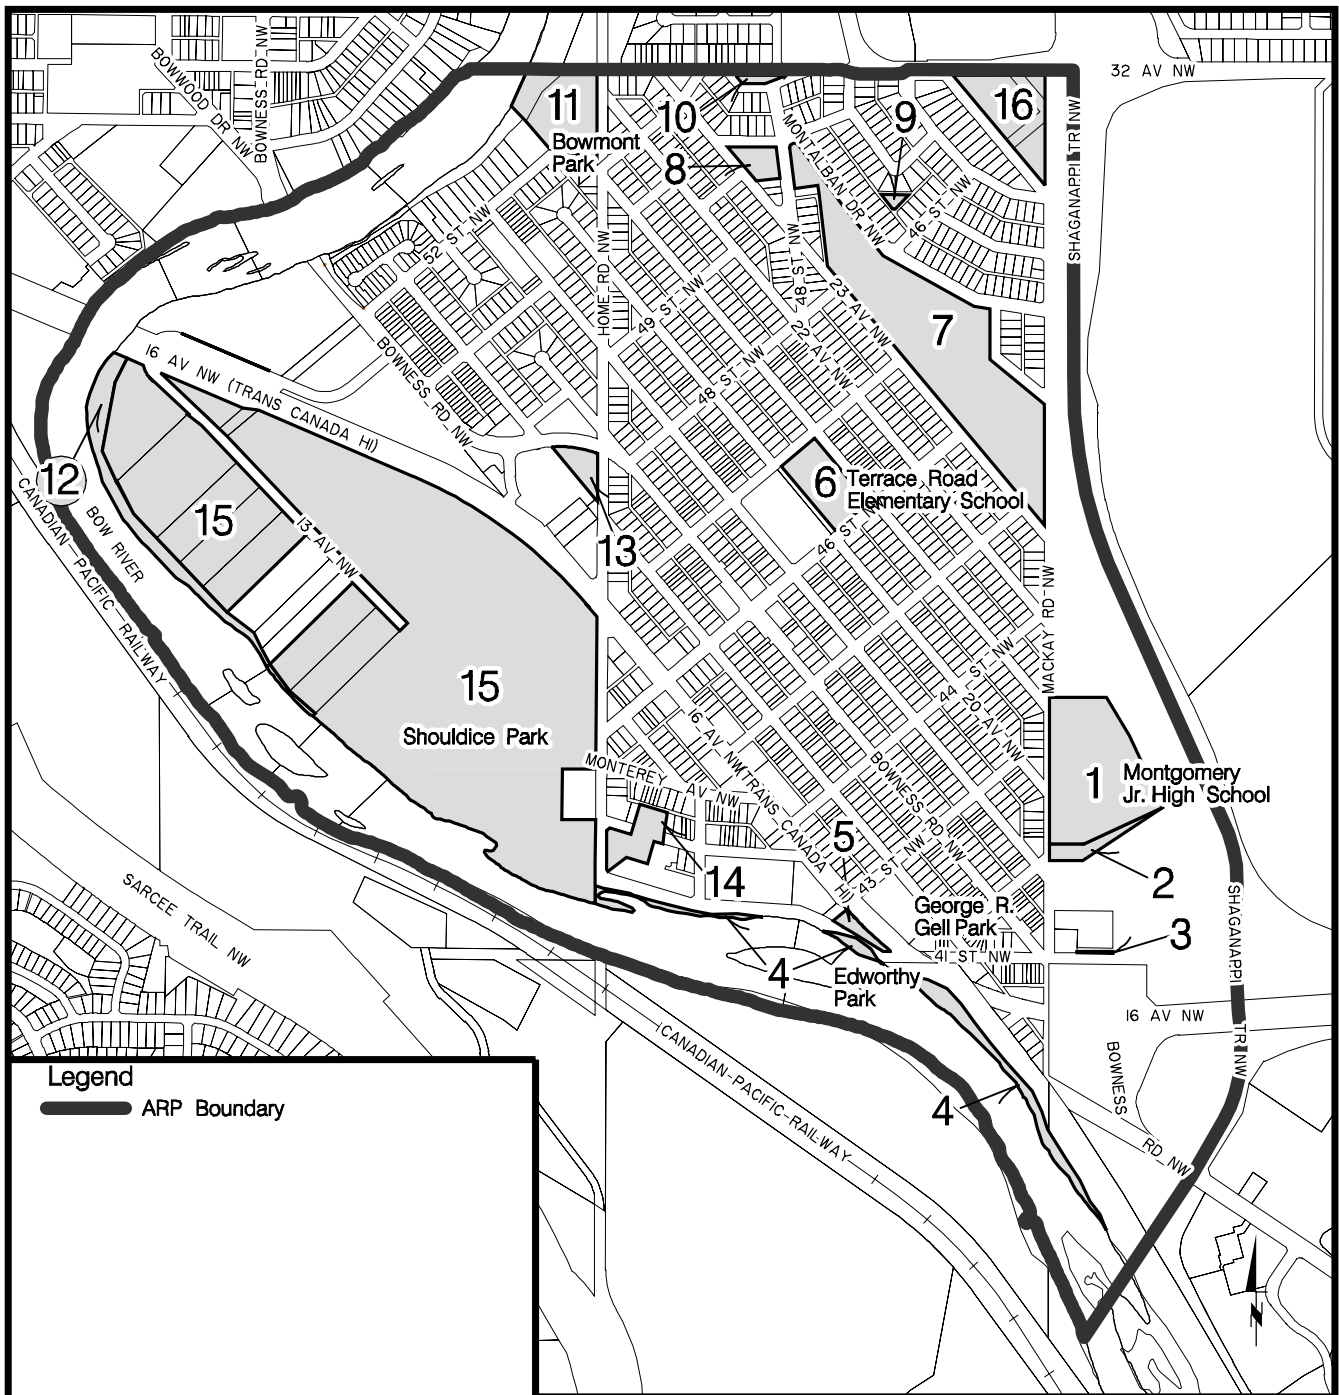 32 AV NW
BOWWOOD DR NW
BOWNESS RD NW
11
Bowmont
Park
10
8
9
16
MONTALBAN DR NW
46 ST NW
SHAGANAPPI TR NW
52 ST NW
HOME RD NW
49 ST NW
48 ST NW
23 AV NW
22 AV NW
48 ST NW
7
16 AV NW (TRANS CANADA HI)
BOWNESS RD NW
12
15
13 AV NW
13
6
Terrace Road
Elementary School
46 ST NW
CANADIAN PACIFIC RAILWAY
BOW RIVER
MACKAY RD NW
15
Shouldice Park
44 ST NW
20 AV NW
16 AV NW (TRANS CANADA HI)
MONTEREY AV NW
BOWNESS RD NW
1
Montgomery
Jr. High School
5
43 ST NW
14
2
SARCEE TRAIL NW
George R.
Gell Park
41 ST NW
3
SHAGANAPPI TR NW
4
Edworthy
Park
16 AV NW
CANADIAN PACIFIC RAILWAY
4
BOWNESS RD NW
Legend
ARP Boundary
N